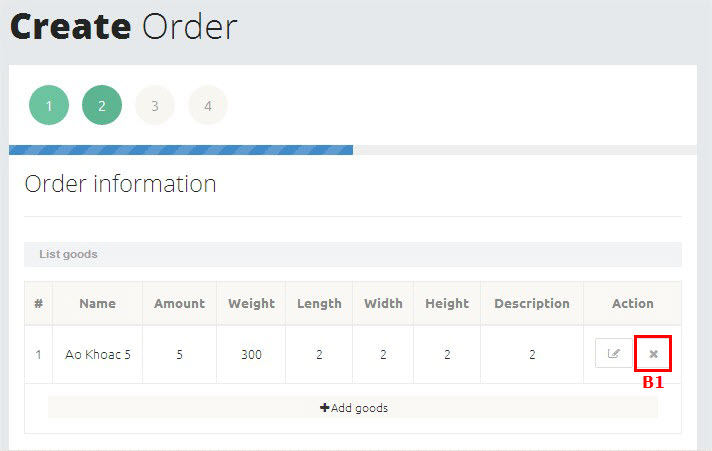 Create Order
1 2 3 4
Order information
List goods
# Name Amount Weight Length Width Height Description Action
1 Ao Khoac 5 5 300 2 2 2 2
B1
+Add goods